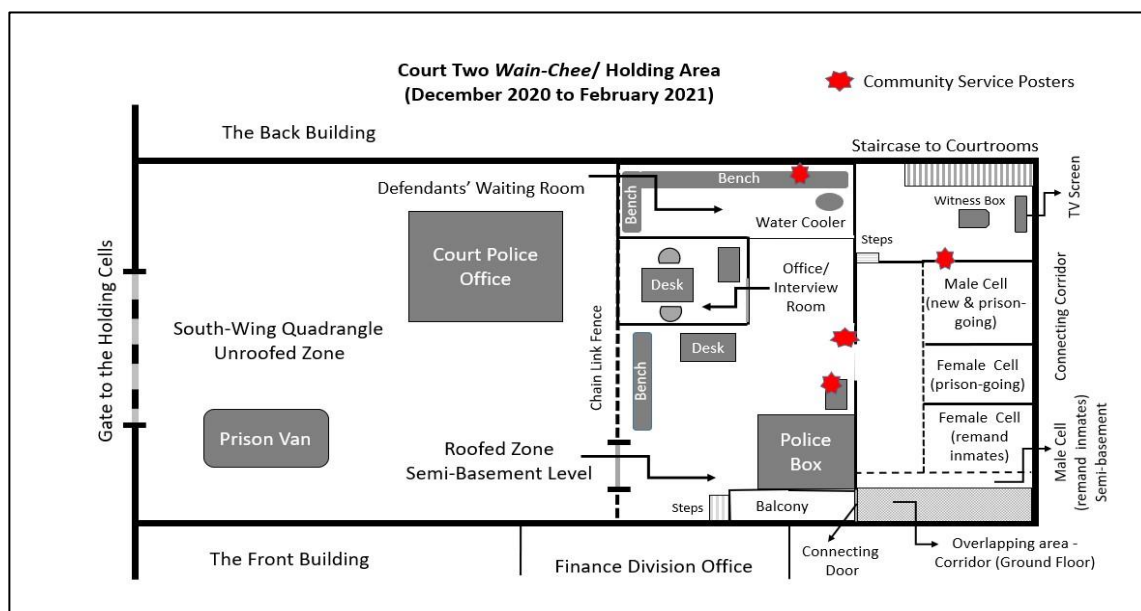 Court Two Wain-Chee/ Holding Area
(December 2020 to February 2021)
Community Service Posters
The Back Building
Staircase to Courtrooms
Defendants' Waiting Room
Bench
Bench
Water Cooler
Witness Box
TV Screen
Steps
Court Police
Office
Desk
Office/
Interview
Room
Male Cell
(new & prison-
going)
Connecting Corridor
Gate to the Holding Cells
South-Wing Quadrangle
Unroofed Zone
Chain Link Fence
Desk
Bench
Female Cell
(prison-going)
Prison Van
Roofed Zone
Semi-Basement Level
Police
Box
Female Cell
(remand
inmates)
Male Cell
(remand inmates)
Semi-basement
Steps
Balcony
The Front Building
Finance Division Office
Connecting
Door
Overlapping area -
Corridor (Ground Floor)